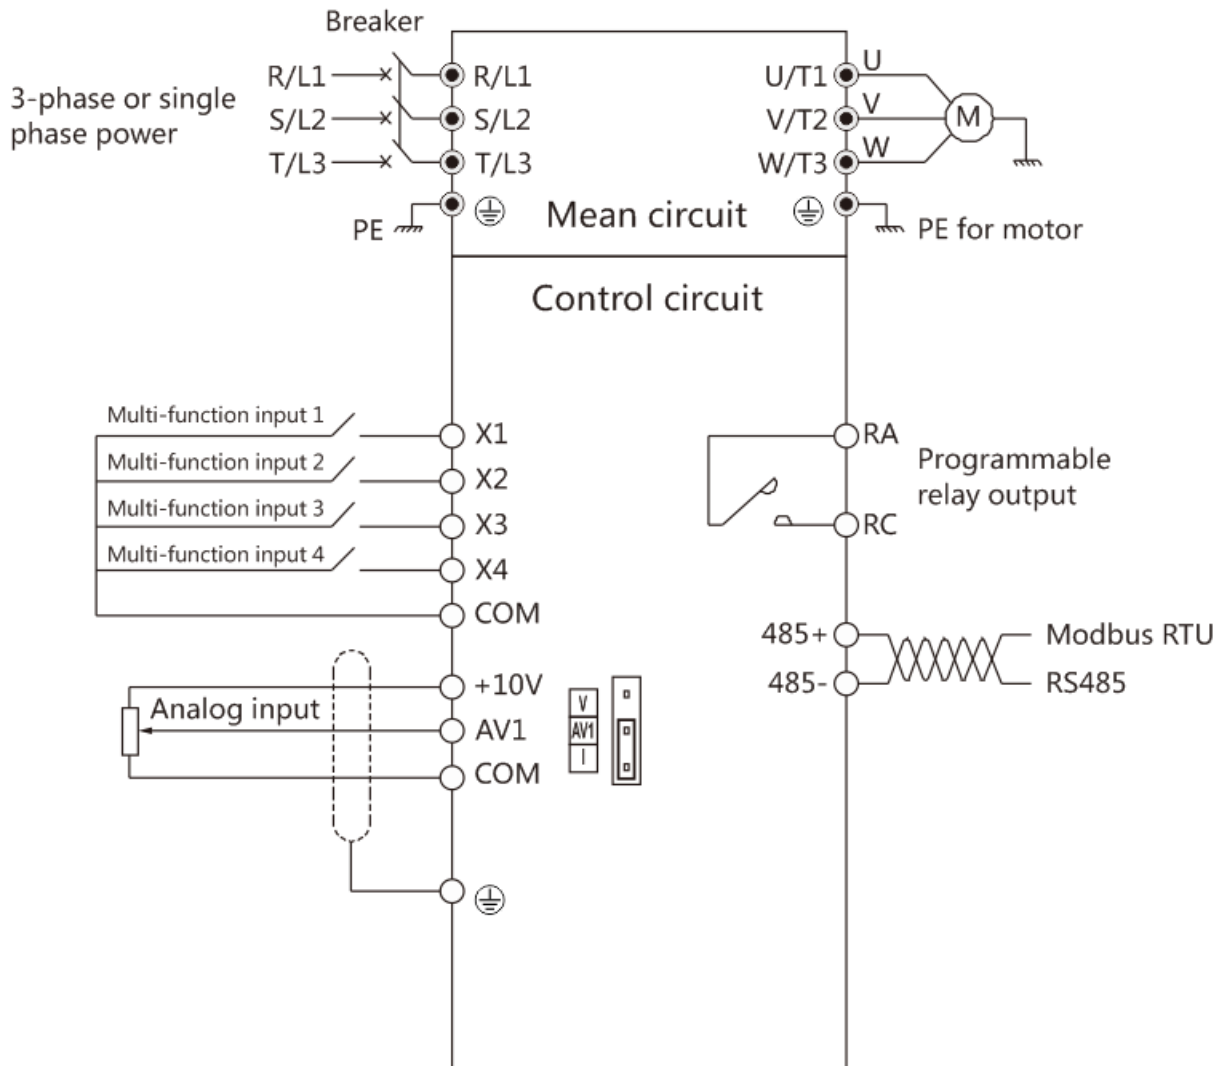 Breaker
3-phase or single
phase power
R/L1
S/L2
T/L3
PE
R/L1
S/L2
T/L3
U/T1
V/T2
W/T3
U
V
W
M
Mean circuit
PE for motor
Control circuit
Multi-function input 1
Multi-function input 2
Multi-function input 3
Multi-function input 4
X1
X2
X3
X4
COM
RA
RC
Programmable
relay output
485+
485-
Modbus RTU
RS485
Analog input
+10V
AV1
COM
V
AV1
I